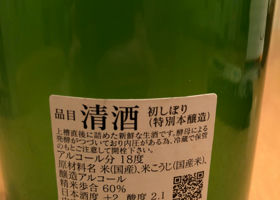 品目 清酒 初しぼり
(特別本醸造)
上槽直後に詰めた新鮮な生酒です。酵母による
発酵がつづいており内圧がある為、冷蔵で保管
のもとご注意して開栓下さい。
アルコール分 18度
原材料名 米(国産)、米こうじ(国産米)、
醸造アルコール
精米歩合 60%
日本酒度 +2 酸度 2.1